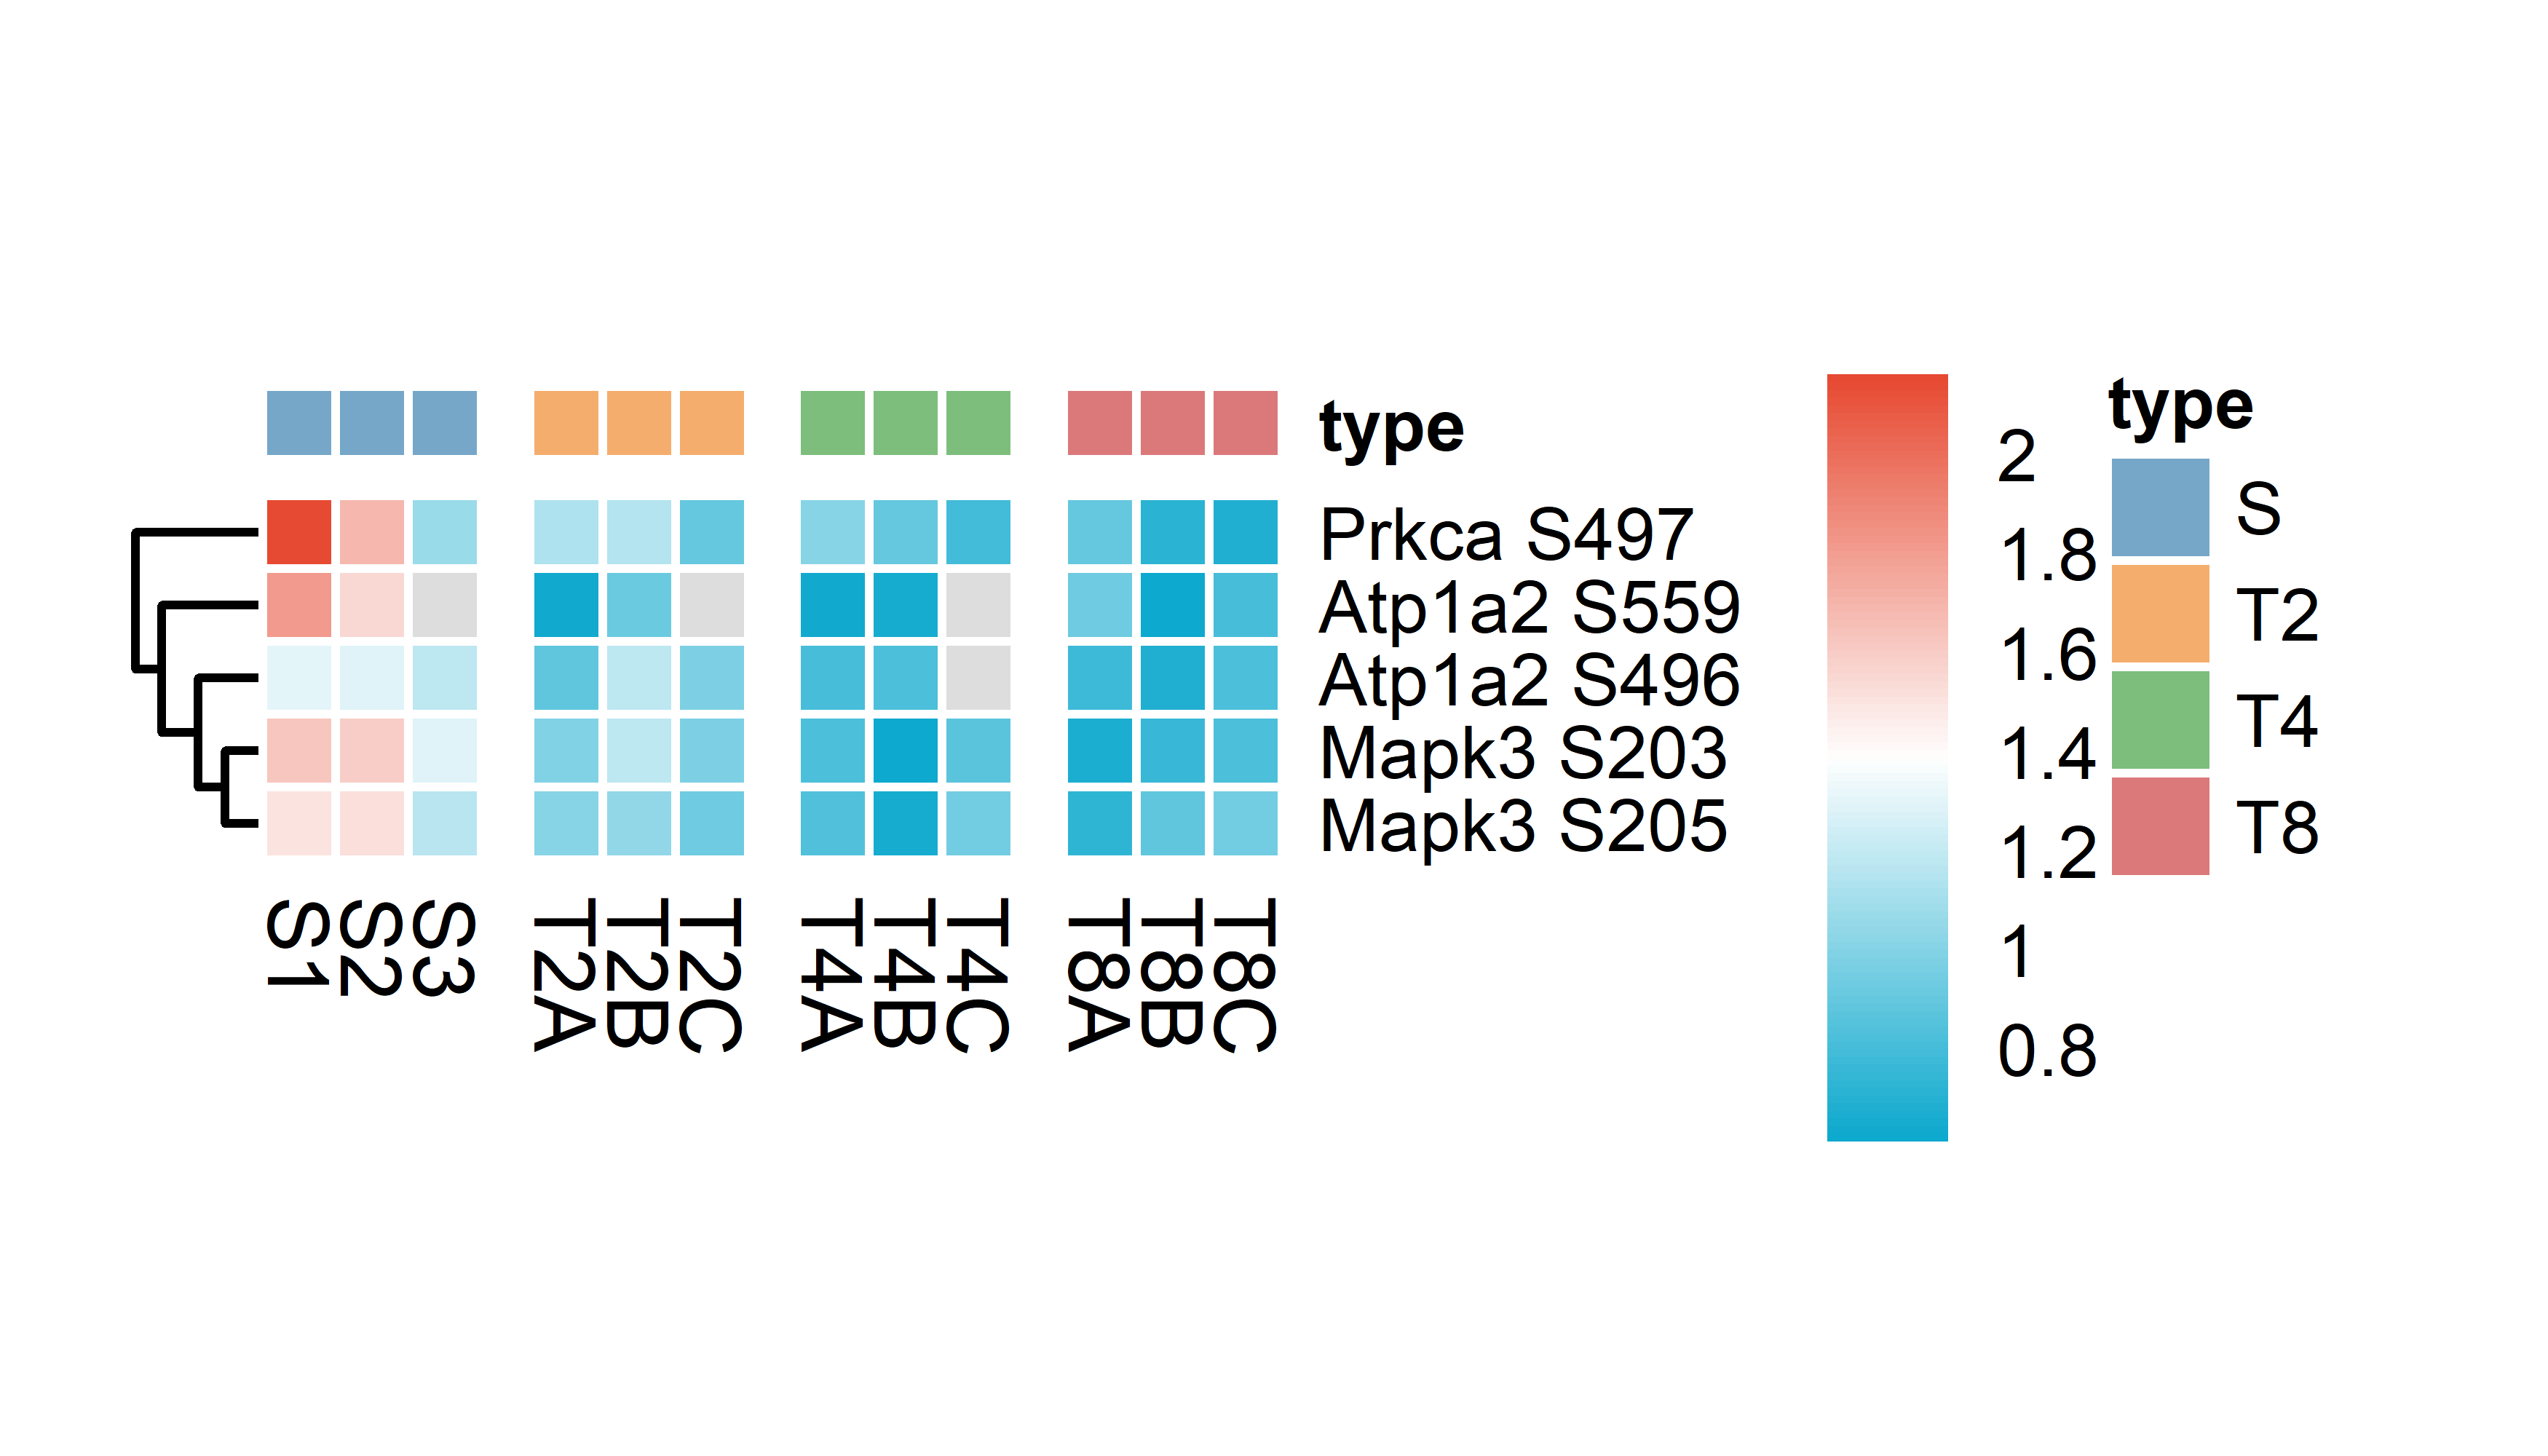 type
Prkca S497
Atp1a2 S559
Atp1a2 S496
Mapk3 S203
Mapk3 S205
S1
S2
S3
T2A
T2B
T2C
T4A
T4B
T4C
T8A
T8B
T8C
2
1.8
1.6
1.4
1.2
1
0.8
type
S
T2
T4
T8